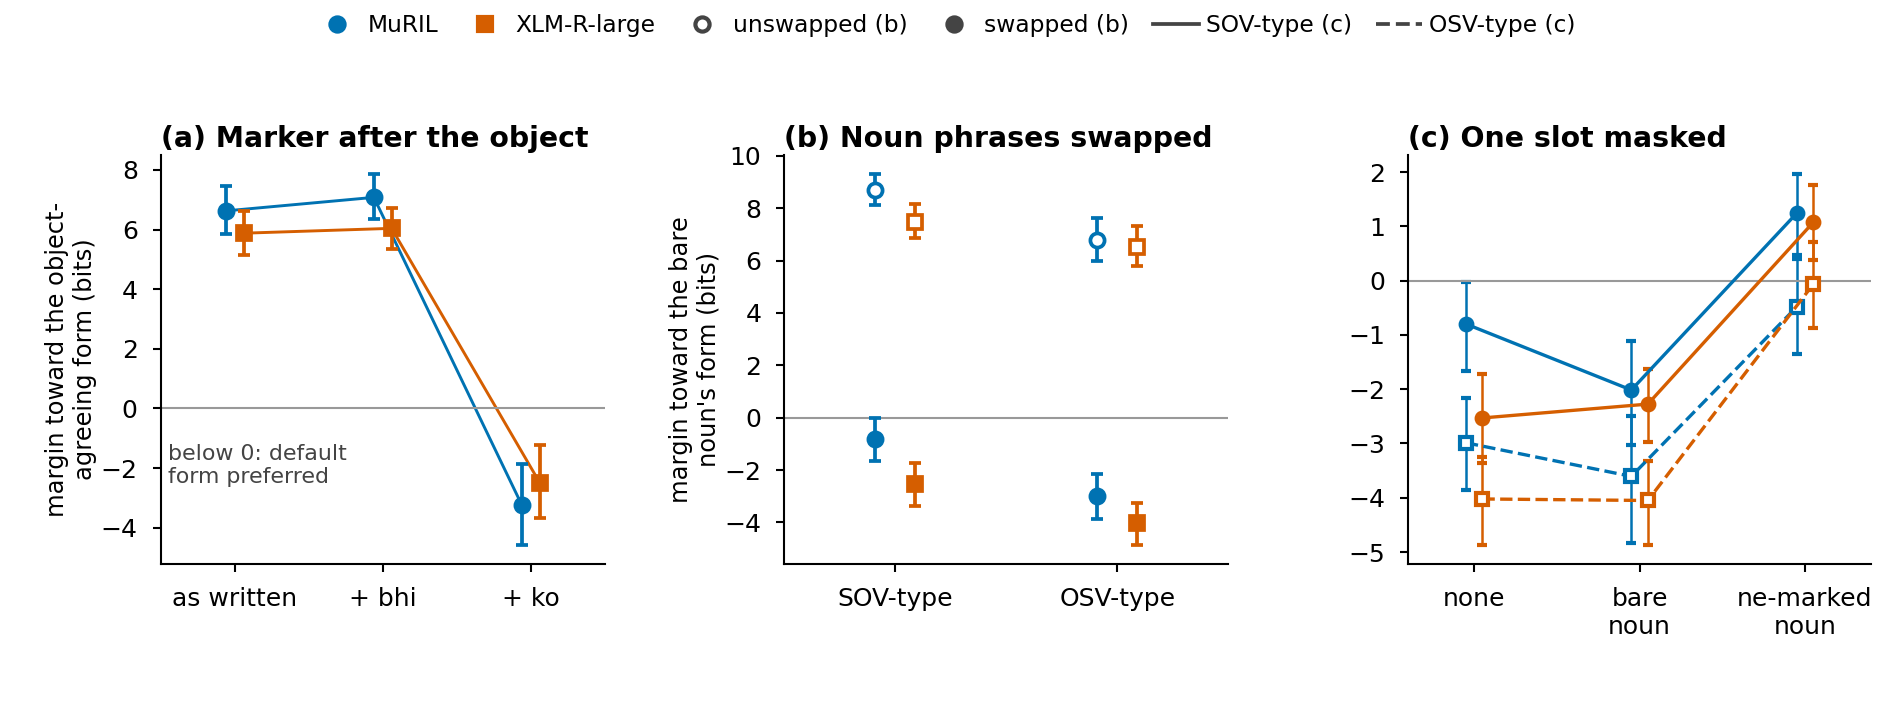 MuRIL XLM-R-large unswapped (b) swapped (b) SOV-type (c) OSV-type (c)
(a) Marker after the object
margin toward the object-
agreeing form (bits)
8
6
4
2
0
−2
−4
below 0: default
form preferred
as written + bhi + ko
(b) Noun phrases swapped
margin toward the bare
noun's form (bits)
10
8
6
4
2
0
−2
−4
SOV-type OSV-type
(c) One slot masked
2
1
0
−1
−2
−3
−4
−5
none bare ne-marked
noun noun